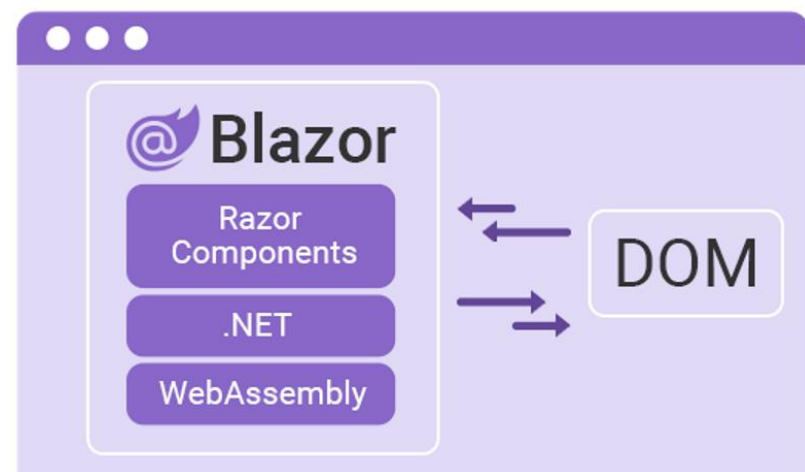 @ Blazor
Razor
Components
.NET
WebAssembly
DOM